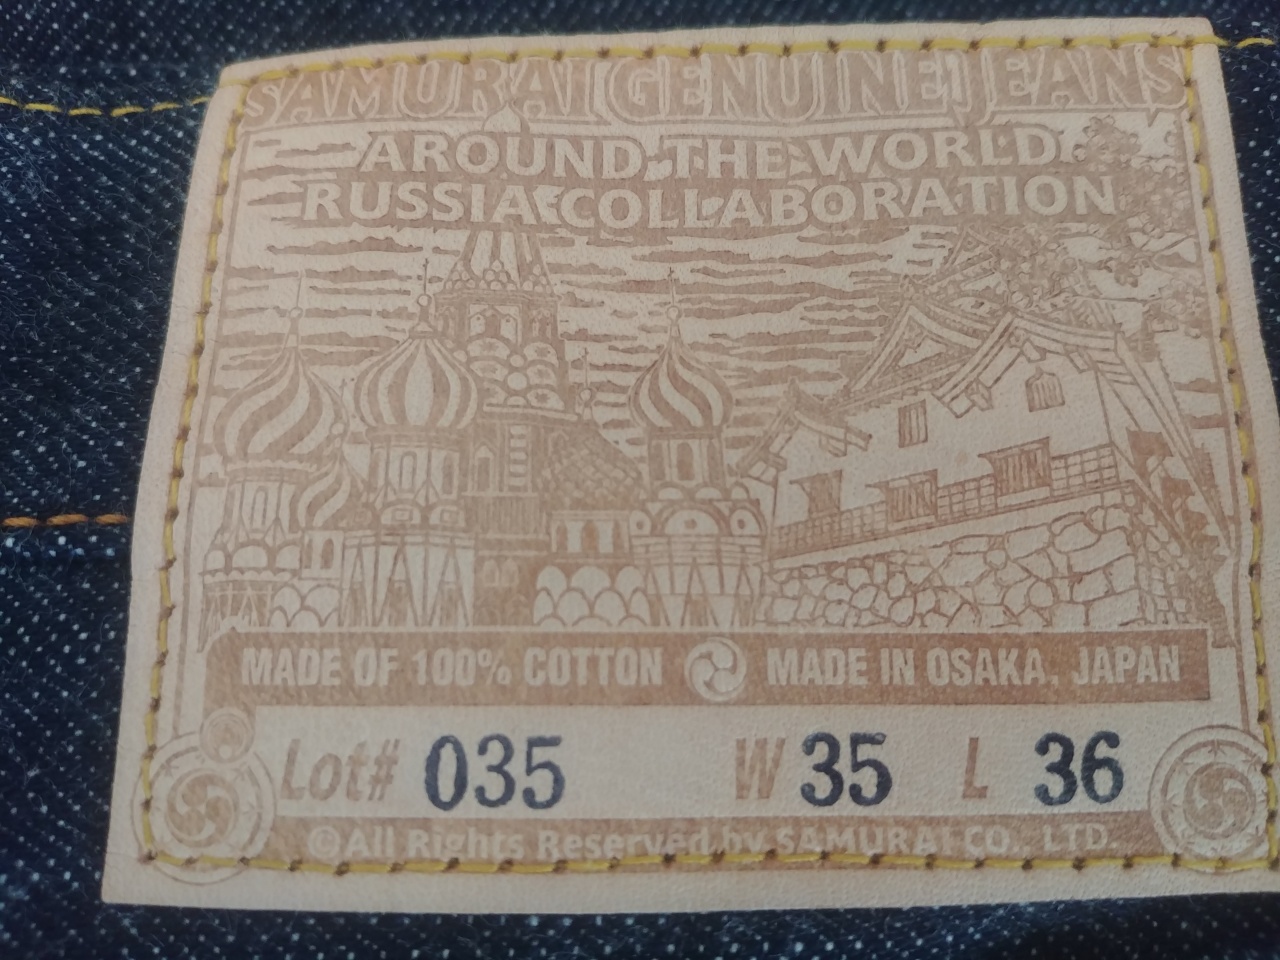 SAMURAI GENUINE JEANS
AROUND THE WORLD
RUSSIA COLLABORATION
MADE OF 100% COTTON MADE IN OSAKA, JAPAN
Lot# 035 W 35 L 36
©All Rights Reserved by SAMURAI CO., LTD.